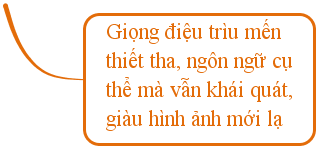 Giọng điệu trìu mến
thiết tha, ngôn ngữ cụ
thể mà vẫn khái quát,
giàu hình ảnh mới lạ